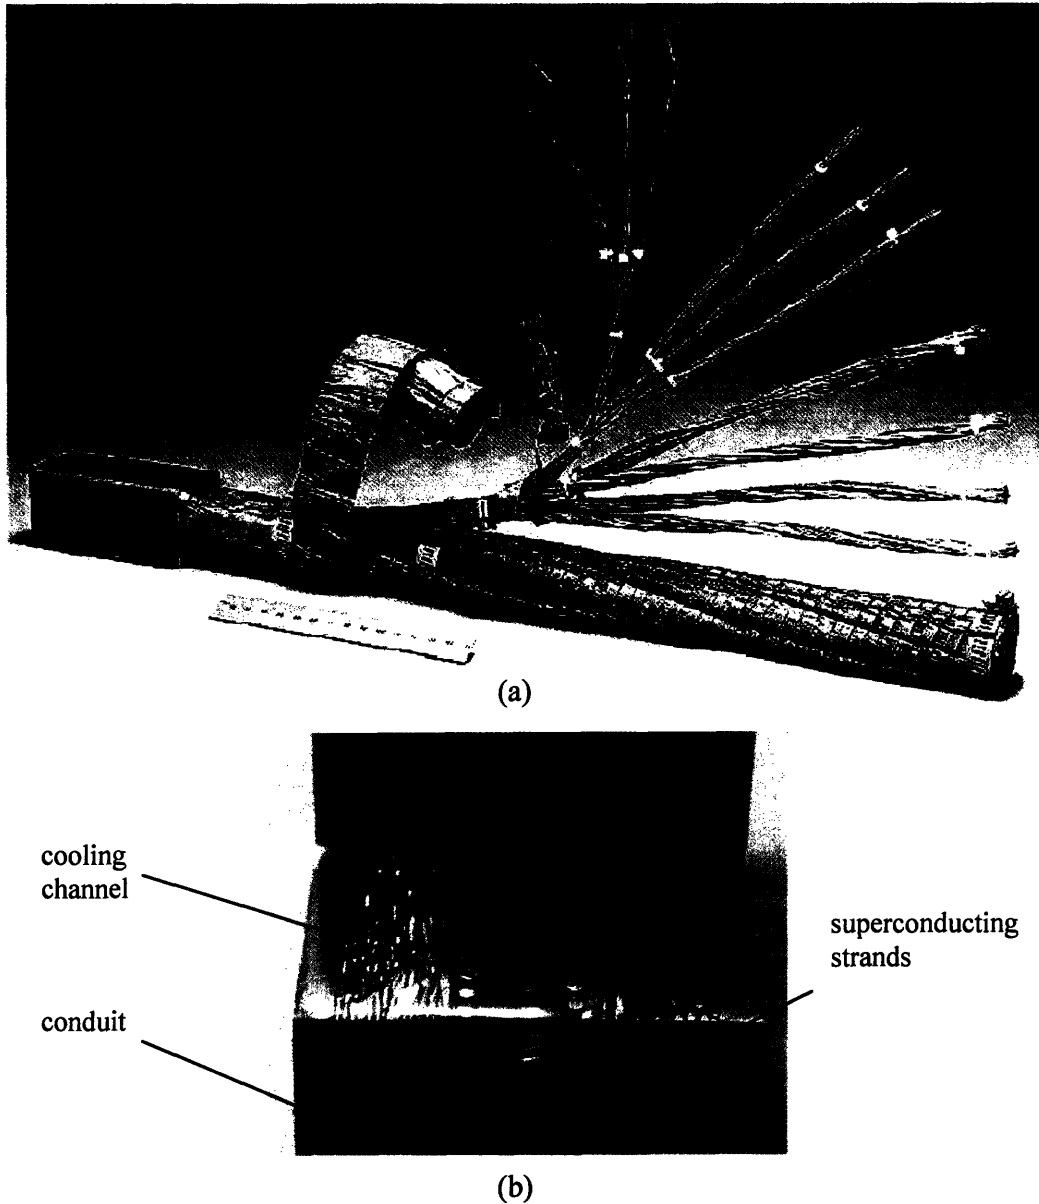 (a)
cooling
channel
superconducting
strands
conduit
(b)